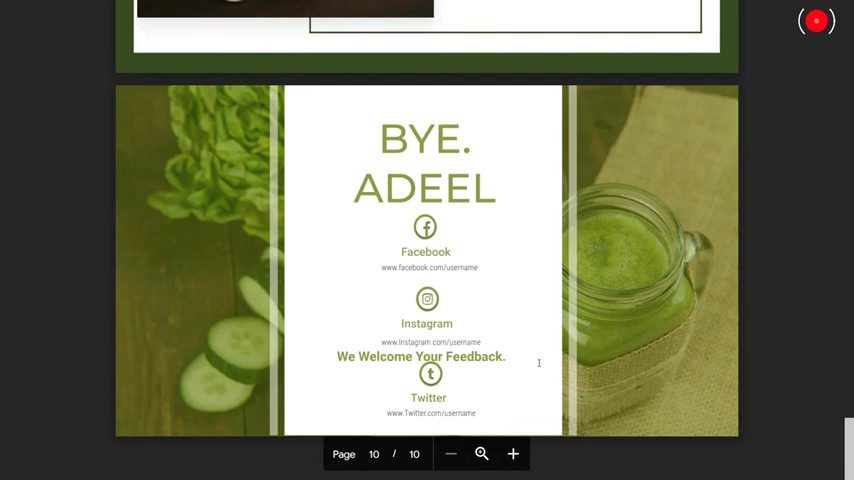 BYE.
ADEEL
Facebook
www.facebook.com/username
Instagram
www.Instagram.com/username
We Welcome Your Feedback.
t
Twitter
www.Twitter.com/username
Page 10 / 10